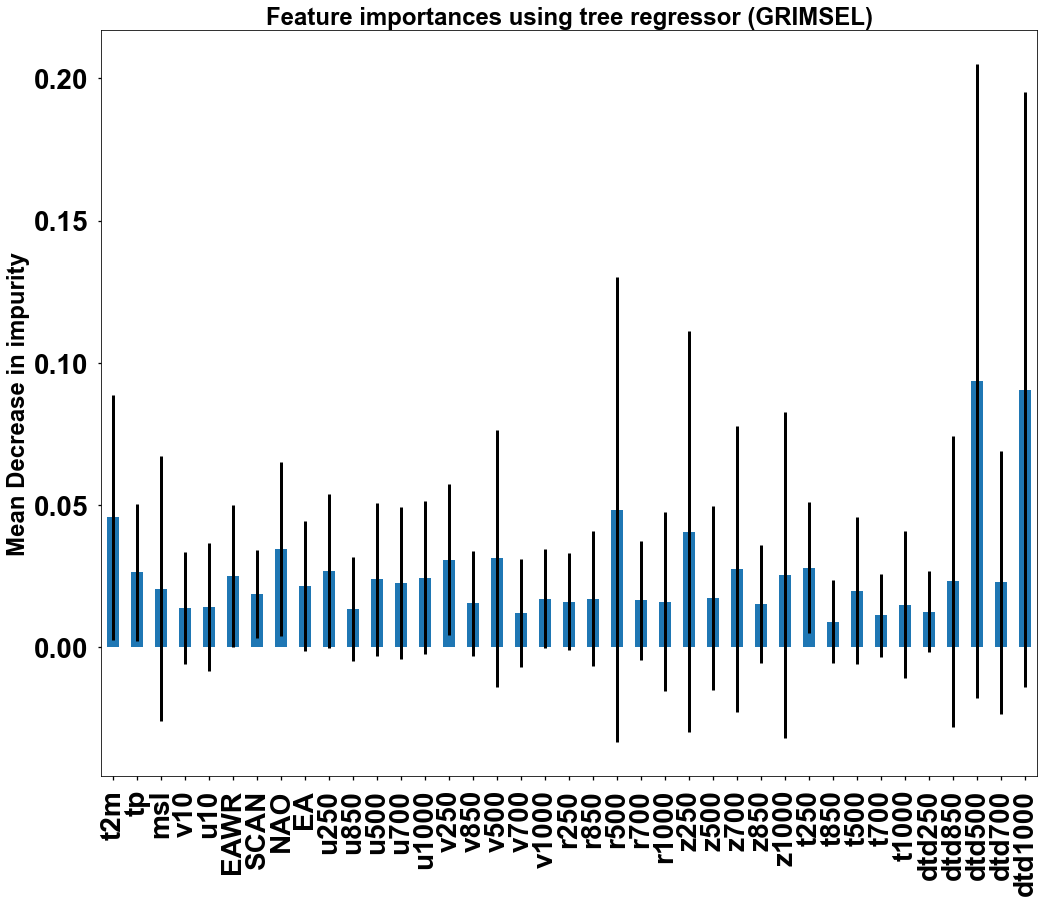 Feature importances using tree regressor (GRIMSEL)
Mean Decrease in impurity
0.20
0.15
0.10
0.05
0.00
t2m
tp
msl
v10
u10
EAWR
SCAN
NAO
EA
u250
u850
u500
u700
u1000
v250
v850
v500
v700
v1000
r250
r850
r500
r700
r1000
z250
z500
z700
z850
z1000
t250
t850
t500
t700
t1000
dtd250
dtd850
dtd500
dtd700
dtd1000